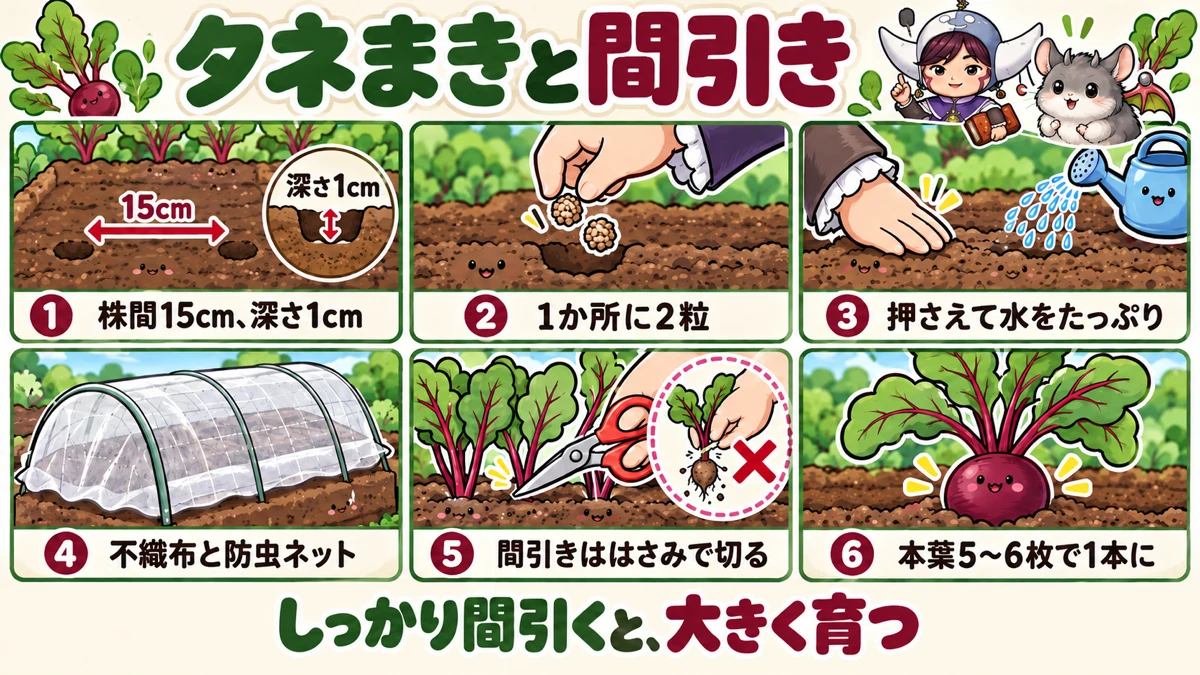 タネまきと間引き
15cm
深さ1cm
1 株間15cm、深さ1cm
2 1か所に2粒
3 押さえて水をたっぷり
4 不織布と防虫ネット
5 間引きははさみで切る
6 本葉5〜6枚で1本に
しっかり間引くと、大きく育つ